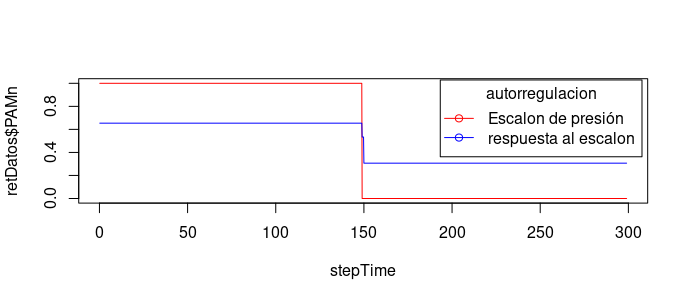 autorregulacion
Escalon de presión
respuesta al escalon
retDatos$PAMn
0.0 0.4 0.8
0 50 100 150 200 250 300
stepTime